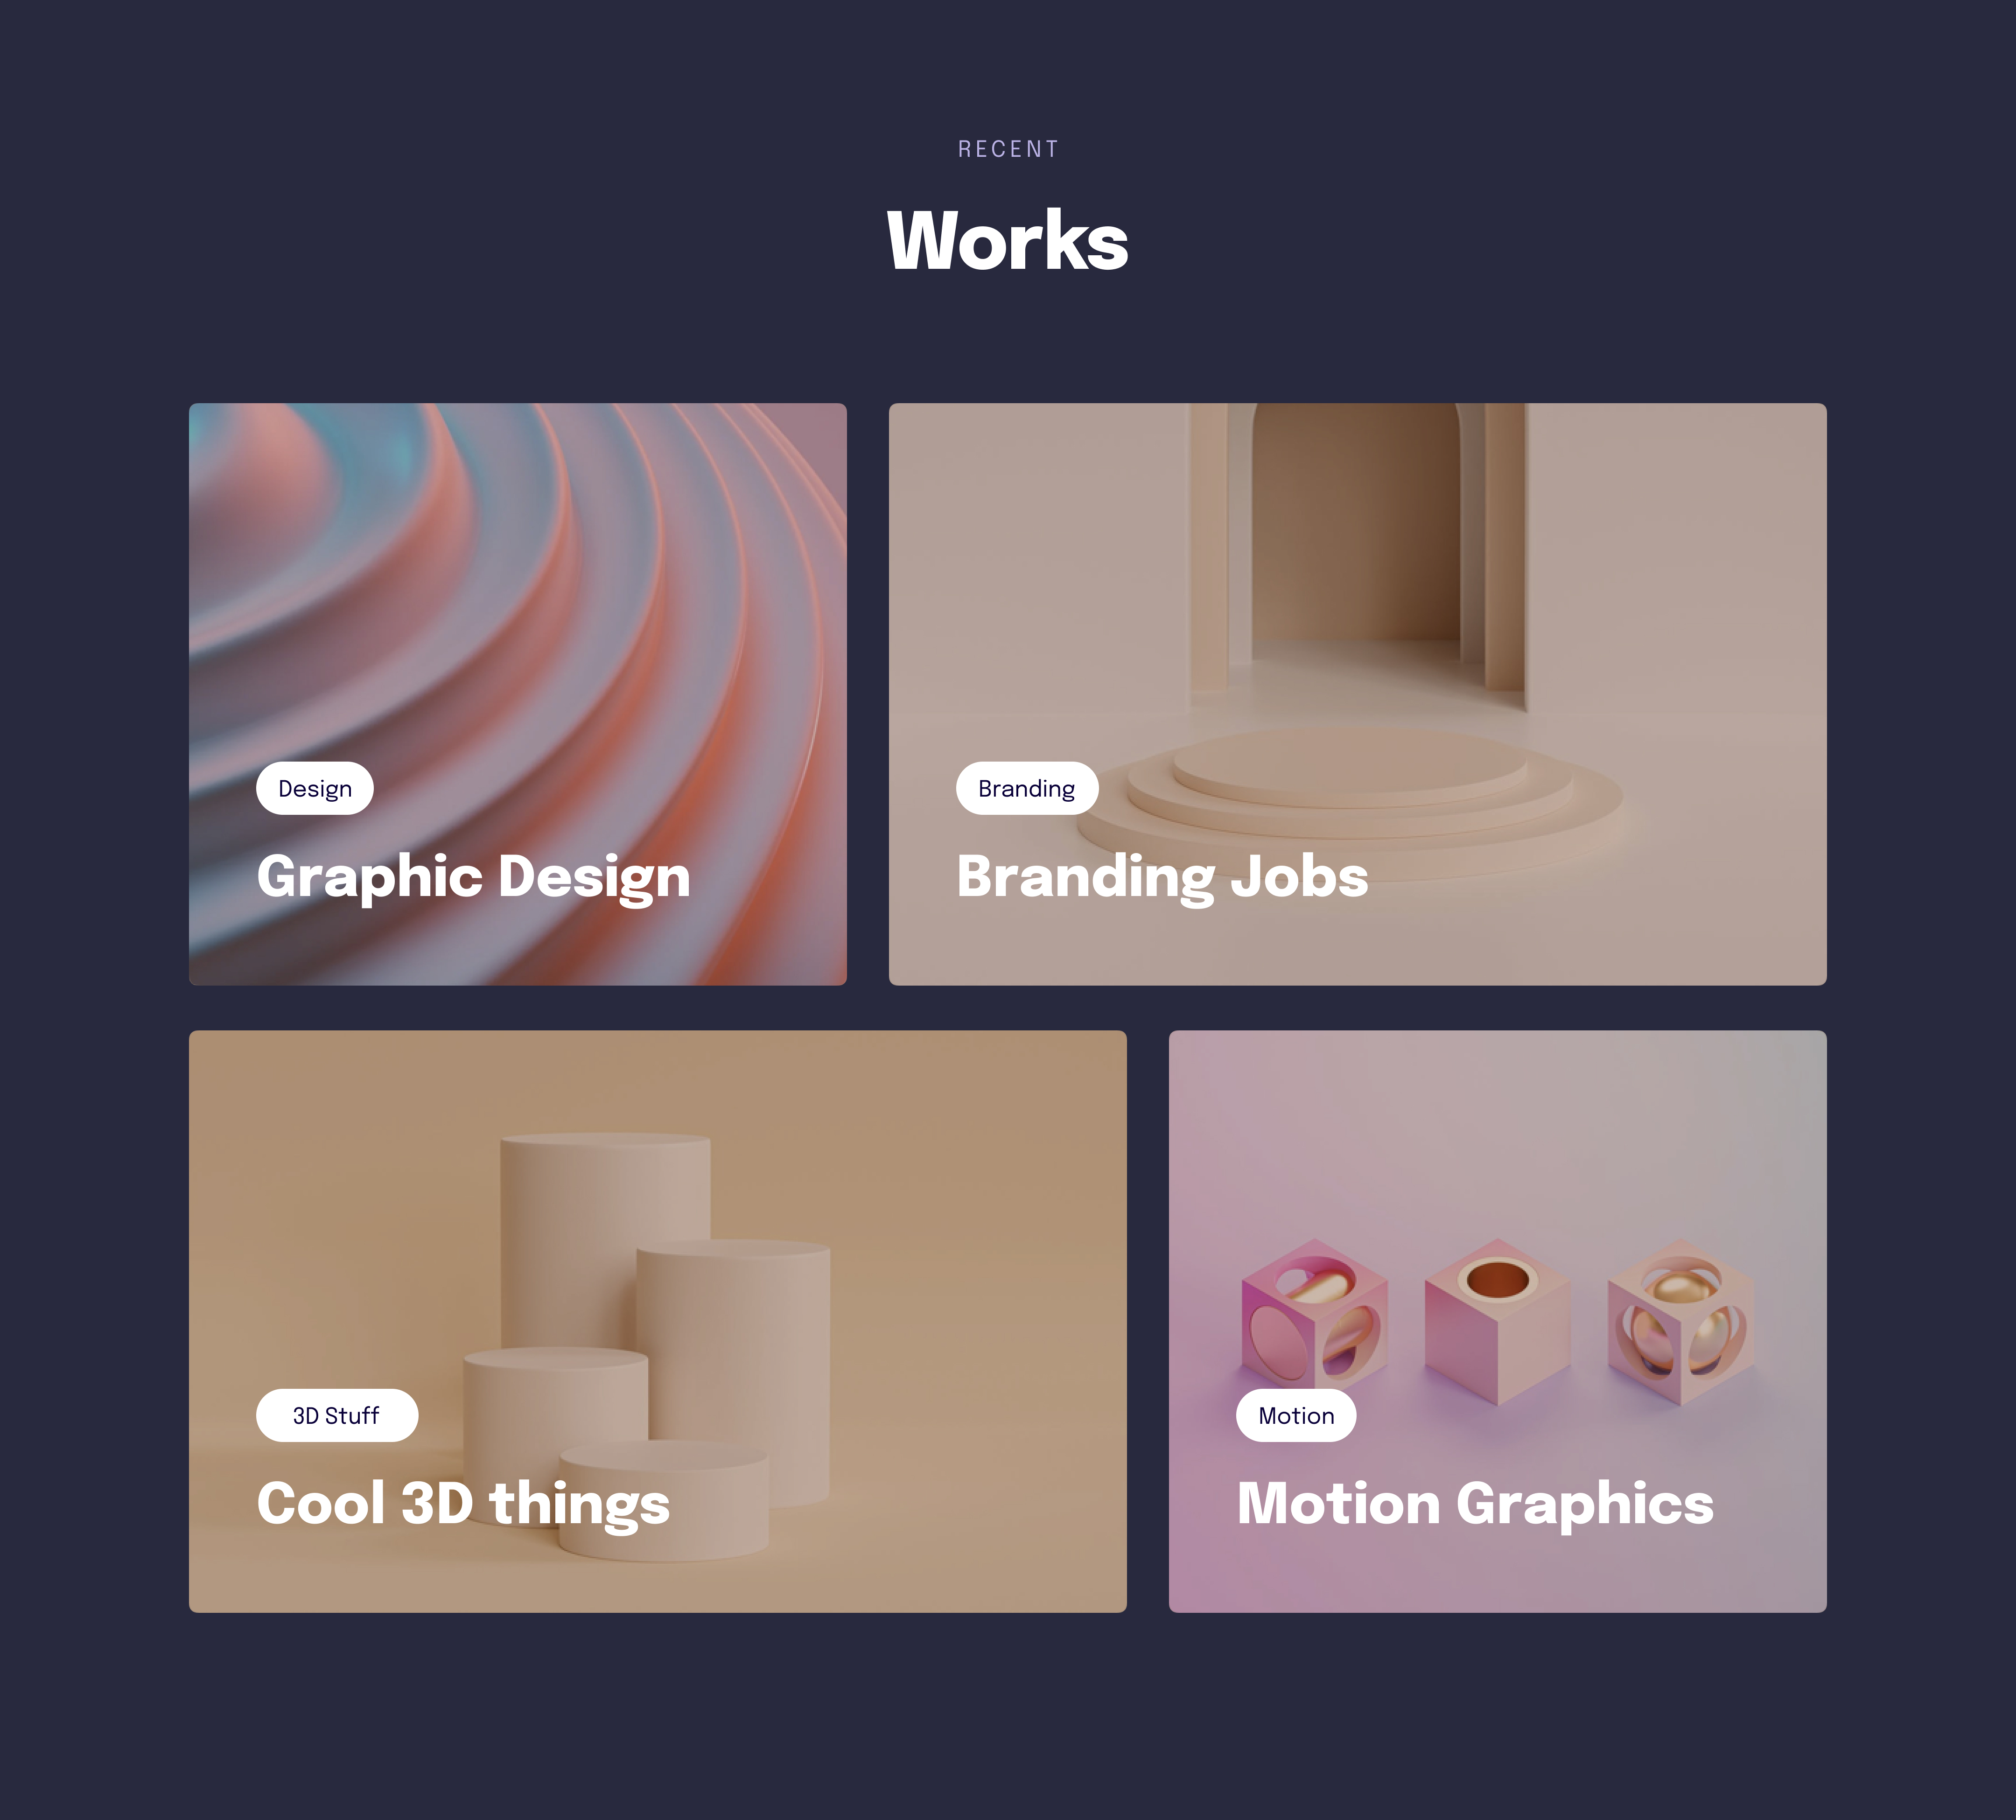 RECENT
Works
Design
Graphic Design
Branding
Branding Jobs
3D Stuff
Cool 3D things
Motion
Motion Graphics